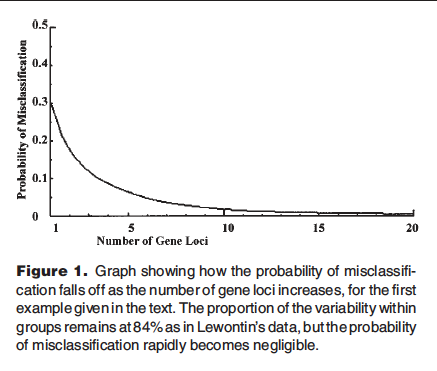 0.5
0.4
0.3
0.2
0.1
0
Probability of Misclassification
1 5 10 15 20
Number of Gene Loci
Figure 1. Graph showing how the probability of misclassifi-
cation falls off as the number of gene loci increases, for the first
example given in the text. The proportion of the variability within
groups remains at 84% as in Lewontin's data, but the probability
of misclassification rapidly becomes negligible.